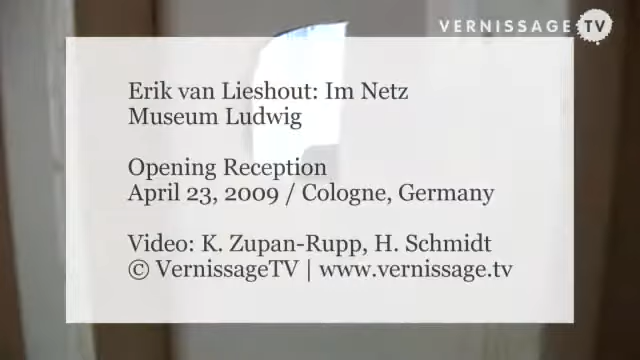 VERNISSAGE TV
Erik van Lieshout: Im Netz
Museum Ludwig
Opening Reception
April 23, 2009 / Cologne, Germany
Video: K. Zupan-Rupp, H. Schmidt
© VernissageTV | www.vernissage.tv